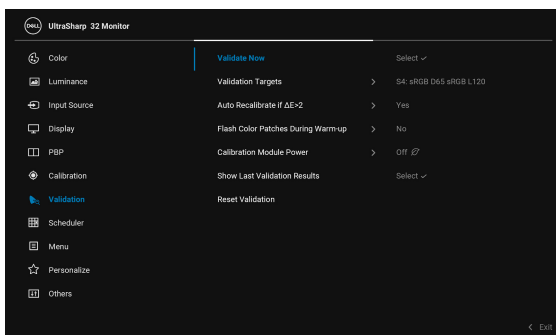 DELL UltraSharp 32 Monitor
Color
Luminance
Input Source
Display
PBP
Calibration
Validation
Scheduler
Menu
Personalize
Others
Validate Now Select
Validation Targets > S4: sRGB D65 sRGB L120
Auto Recalibrate if ΔE>2 > Yes
Flash Color Patches During Warm-up > No
Calibration Module Power > Off
Show Last Validation Results Select
Reset Validation
< Exit